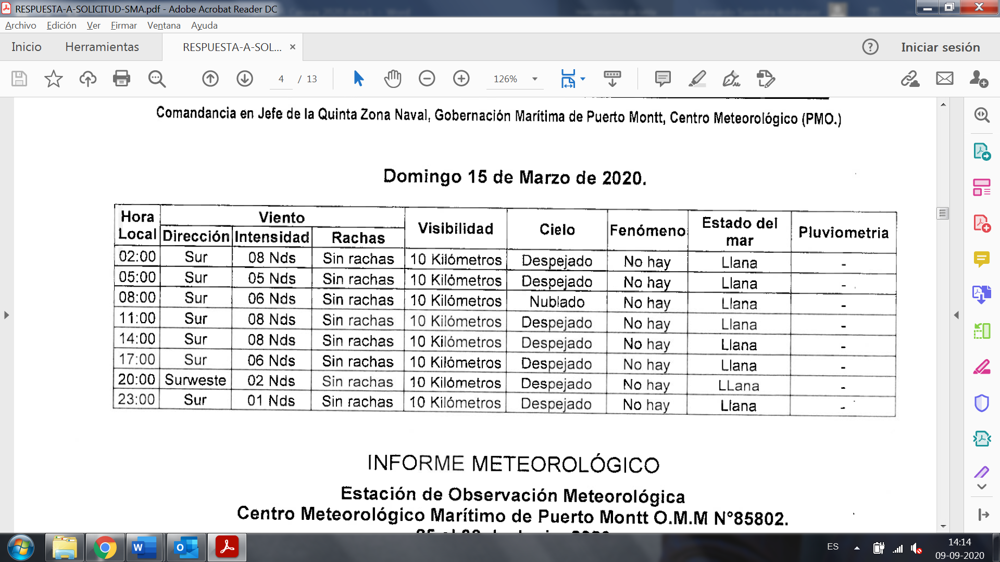 RESPUESTA-A-SOLICITUD-SMA.pdf - Adobe Acrobat Reader DC
Archivo Edición Ver Firmar Ventana Ayuda
Inicio Herramientas RESPUESTA-A-SOL... × ? Iniciar sesión
4 / 13 126%
Comandancia en Jefe de la Quinta Zona Naval, Gobernación Marítima de Puerto Montt, Centro Meteorológico (PMO.)
Domingo 15 de Marzo de 2020.
Hora Local Viento Visibilidad Cielo Fenómeno Estado del mar Pluviometria
Dirección Intensidad Rachas
02:00 Sur 08 Nds Sin rachas 10 Kilómetros Despejado No hay Llana -
05:00 Sur 05 Nds Sin rachas 10 Kilómetros Despejado No hay Llana -
08:00 Sur 06 Nds Sin rachas 10 Kilómetros Nublado No hay Llana -
11:00 Sur 08 Nds Sin rachas 10 Kilómetros Despejado No hay Llana -
14:00 Sur 08 Nds Sin rachas 10 Kilómetros Despejado No hay Llana -
17:00 Sur 06 Nds Sin rachas 10 Kilómetros Despejado No hay Llana -
20:00 Surweste 02 Nds Sin rachas 10 Kilómetros Despejado No hay LLana -
23:00 Sur 01 Nds Sin rachas 10 Kilómetros Despejado No hay Llana -
INFORME METEOROLÓGICO
Estación de Observación Meteorológica
Centro Meteorológico Marítimo de Puerto Montt O.M.M N°85802.
ES 14:14
09-09-2020